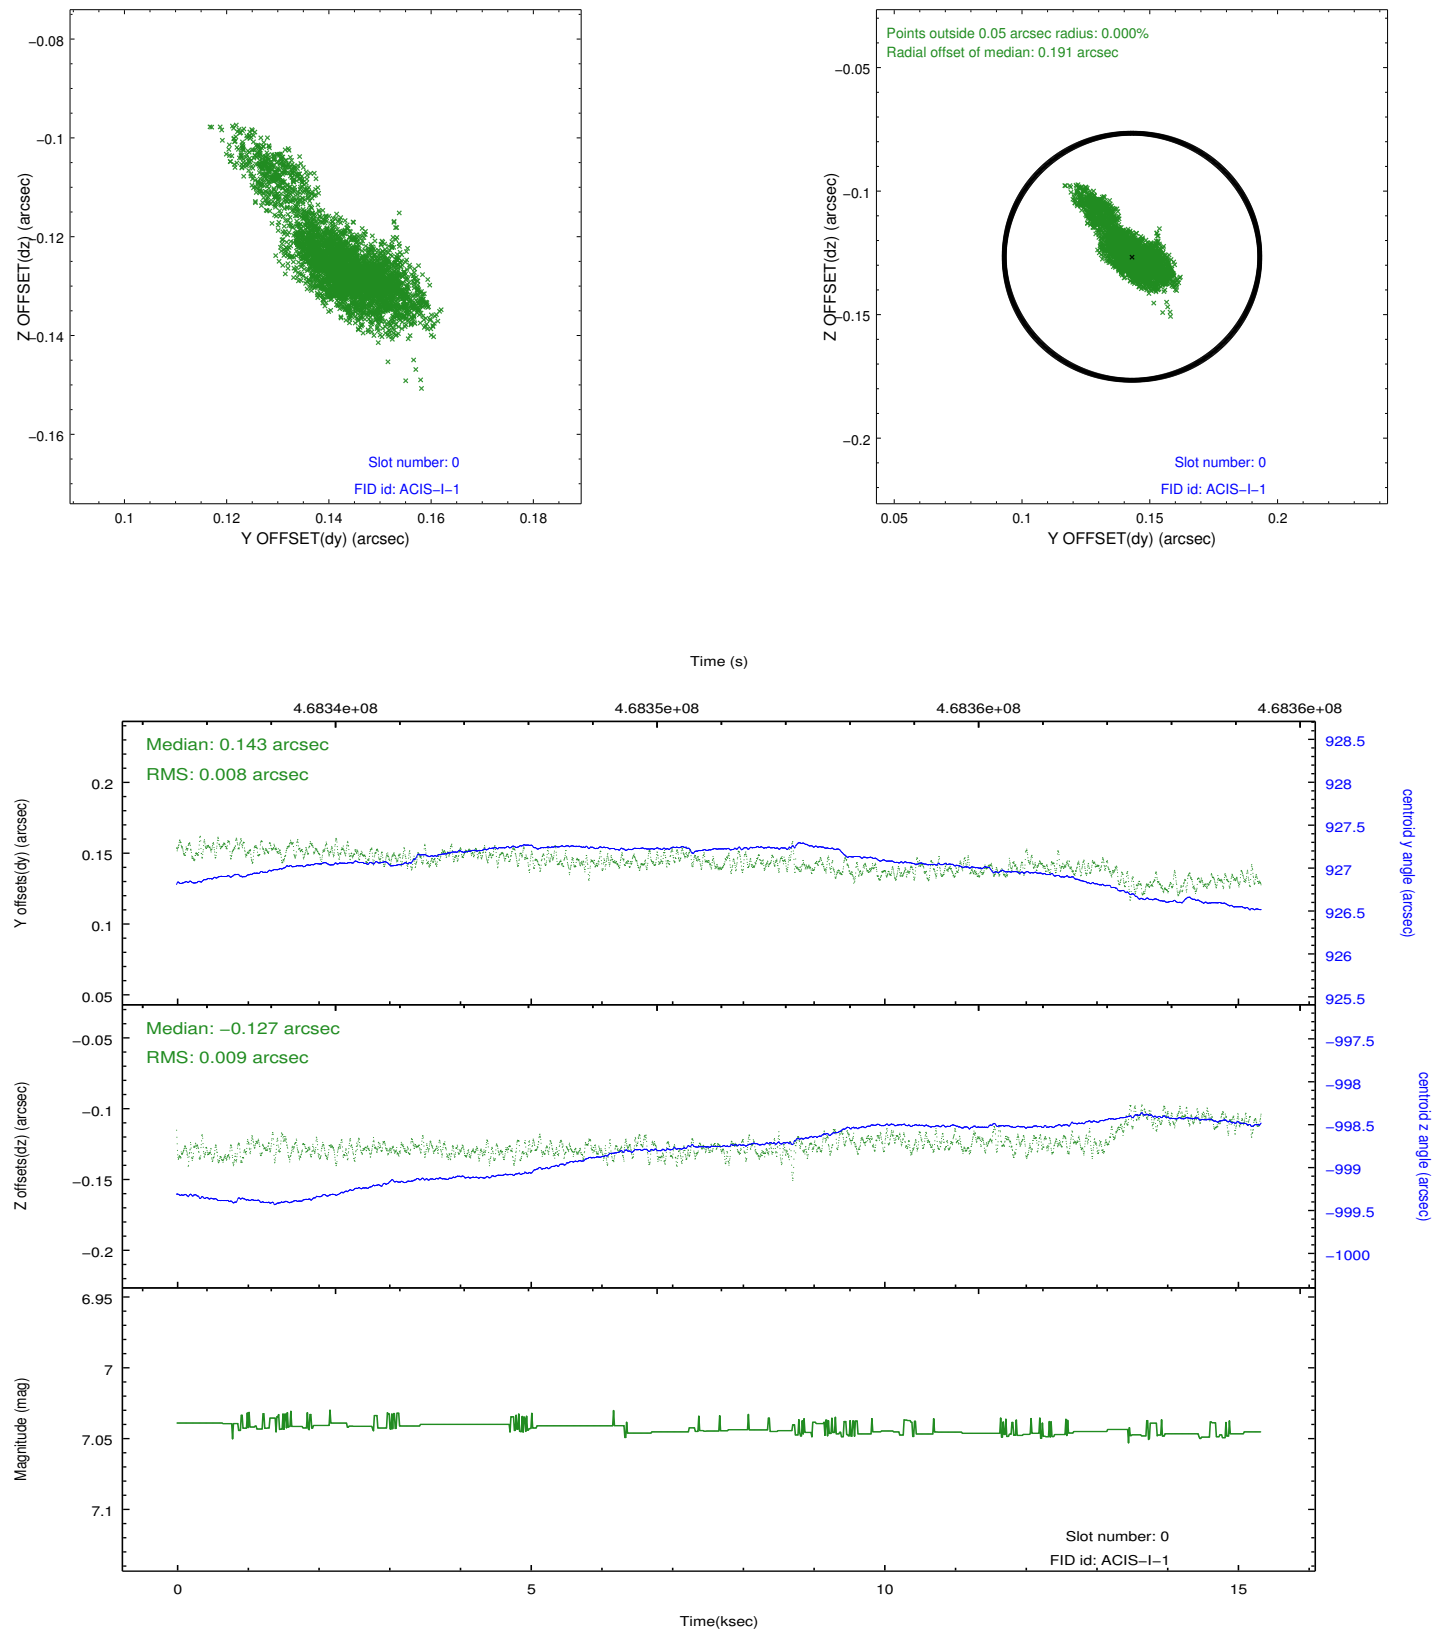 −0.08
−0.1
−0.12
−0.14
−0.16
Z OFFSET(dz) (arcsec)
Slot number: 0
FID id: ACIS−I−1
0.1 0.12 0.14 0.16 0.18
Y OFFSET(dy) (arcsec)
Points outside 0.05 arcsec radius: 0.000%
Radial offset of median: 0.191 arcsec
−0.05
−0.1
−0.15
−0.2
Z OFFSET(dz) (arcsec)
Slot number: 0
FID id: ACIS−I−1
0.05 0.1 0.15 0.2
Y OFFSET(dy) (arcsec)
Time (s)
4.6834e+08 4.6835e+08 4.6836e+08 4.6836e+08
Median: 0.143 arcsec
RMS: 0.008 arcsec
0.2
0.15
0.1
0.05
Y offsets(dy) (arcsec)
928.5
928
927.5
927
926.5
926
925.5
centroid y angle (arcsec)
Median: −0.127 arcsec
RMS: 0.009 arcsec
−0.05
−0.1
−0.15
−0.2
Z offsets(dz) (arcsec)
−997.5
−998
−998.5
−999
−999.5
−1000
centroid z angle (arcsec)
6.95
7
7.05
7.1
Magnitude (mag)
Slot number: 0
FID id: ACIS−I−1
0 5 10 15
Time(ksec)